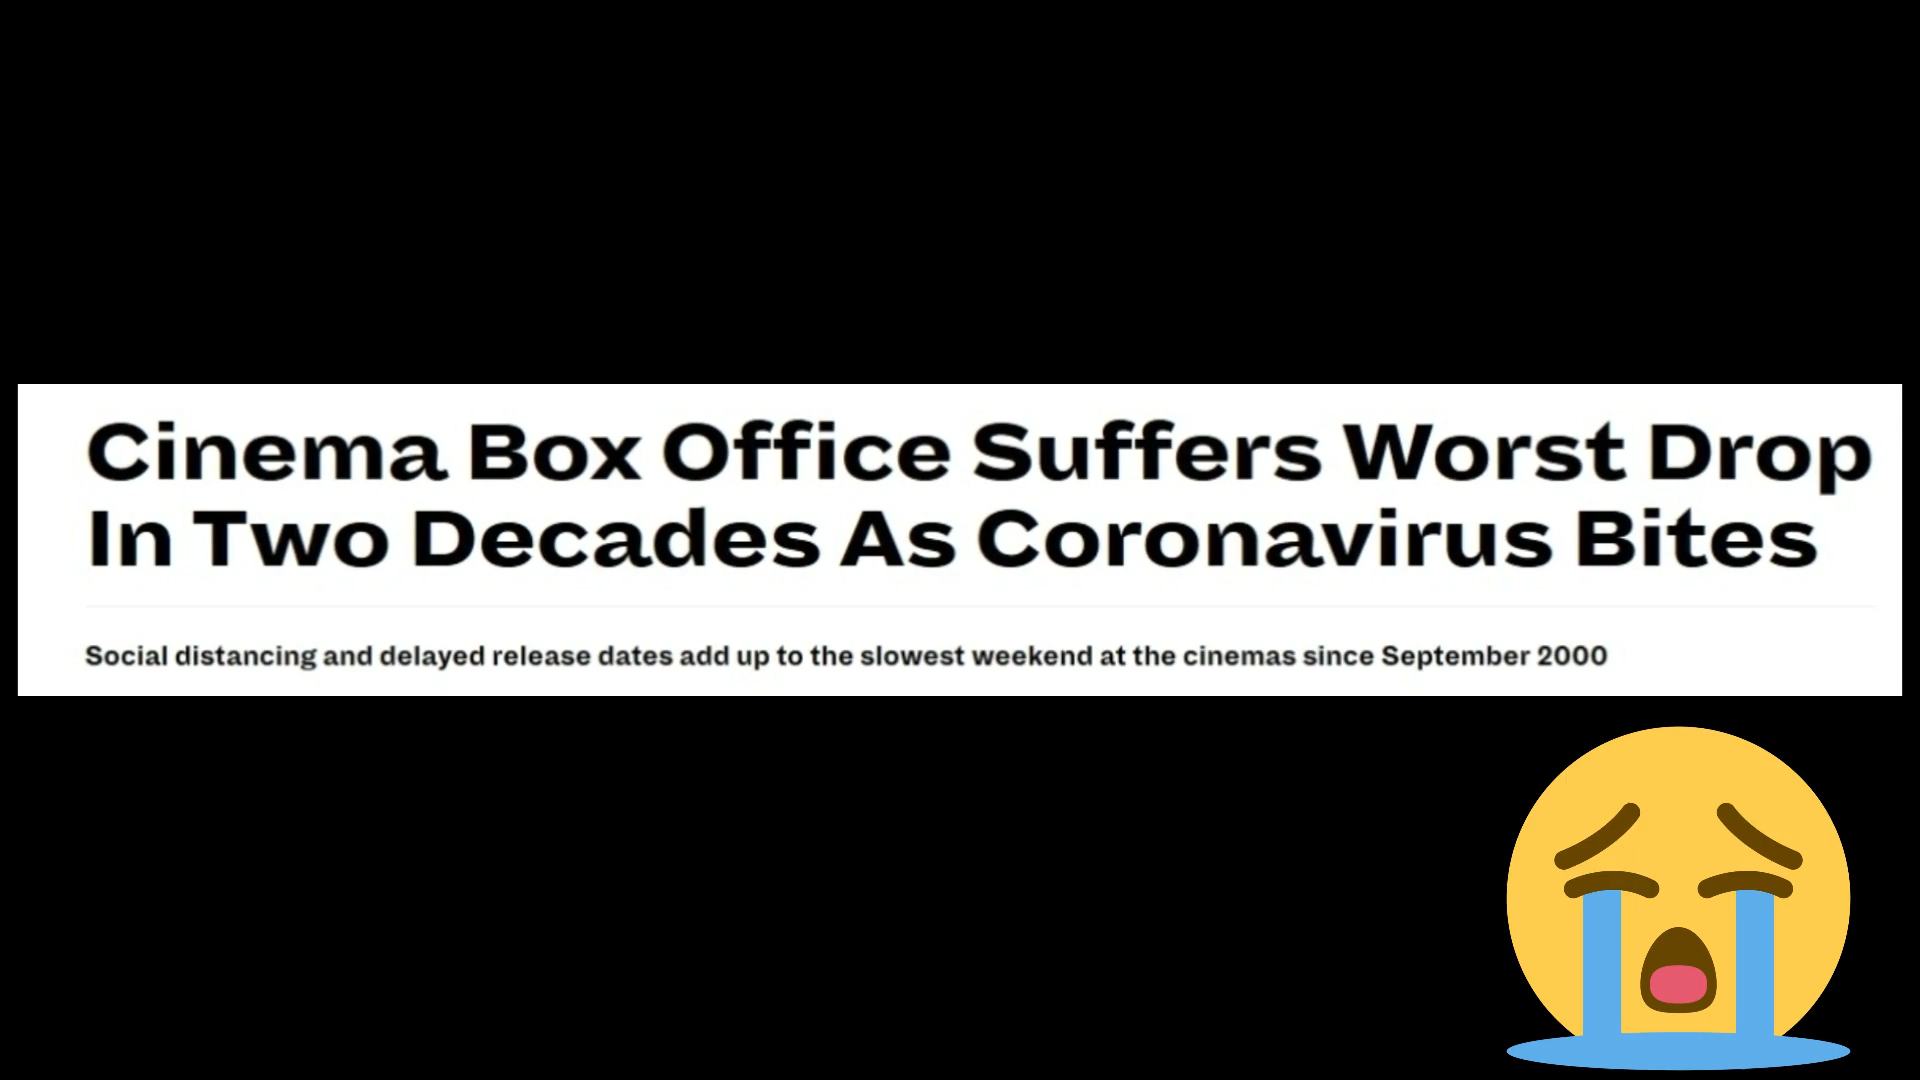 Cinema Box Office Suffers Worst Drop
In Two Decades As Coronavirus Bites
Social distancing and delayed release dates add up to the slowest weekend at the cinemas since September 2000